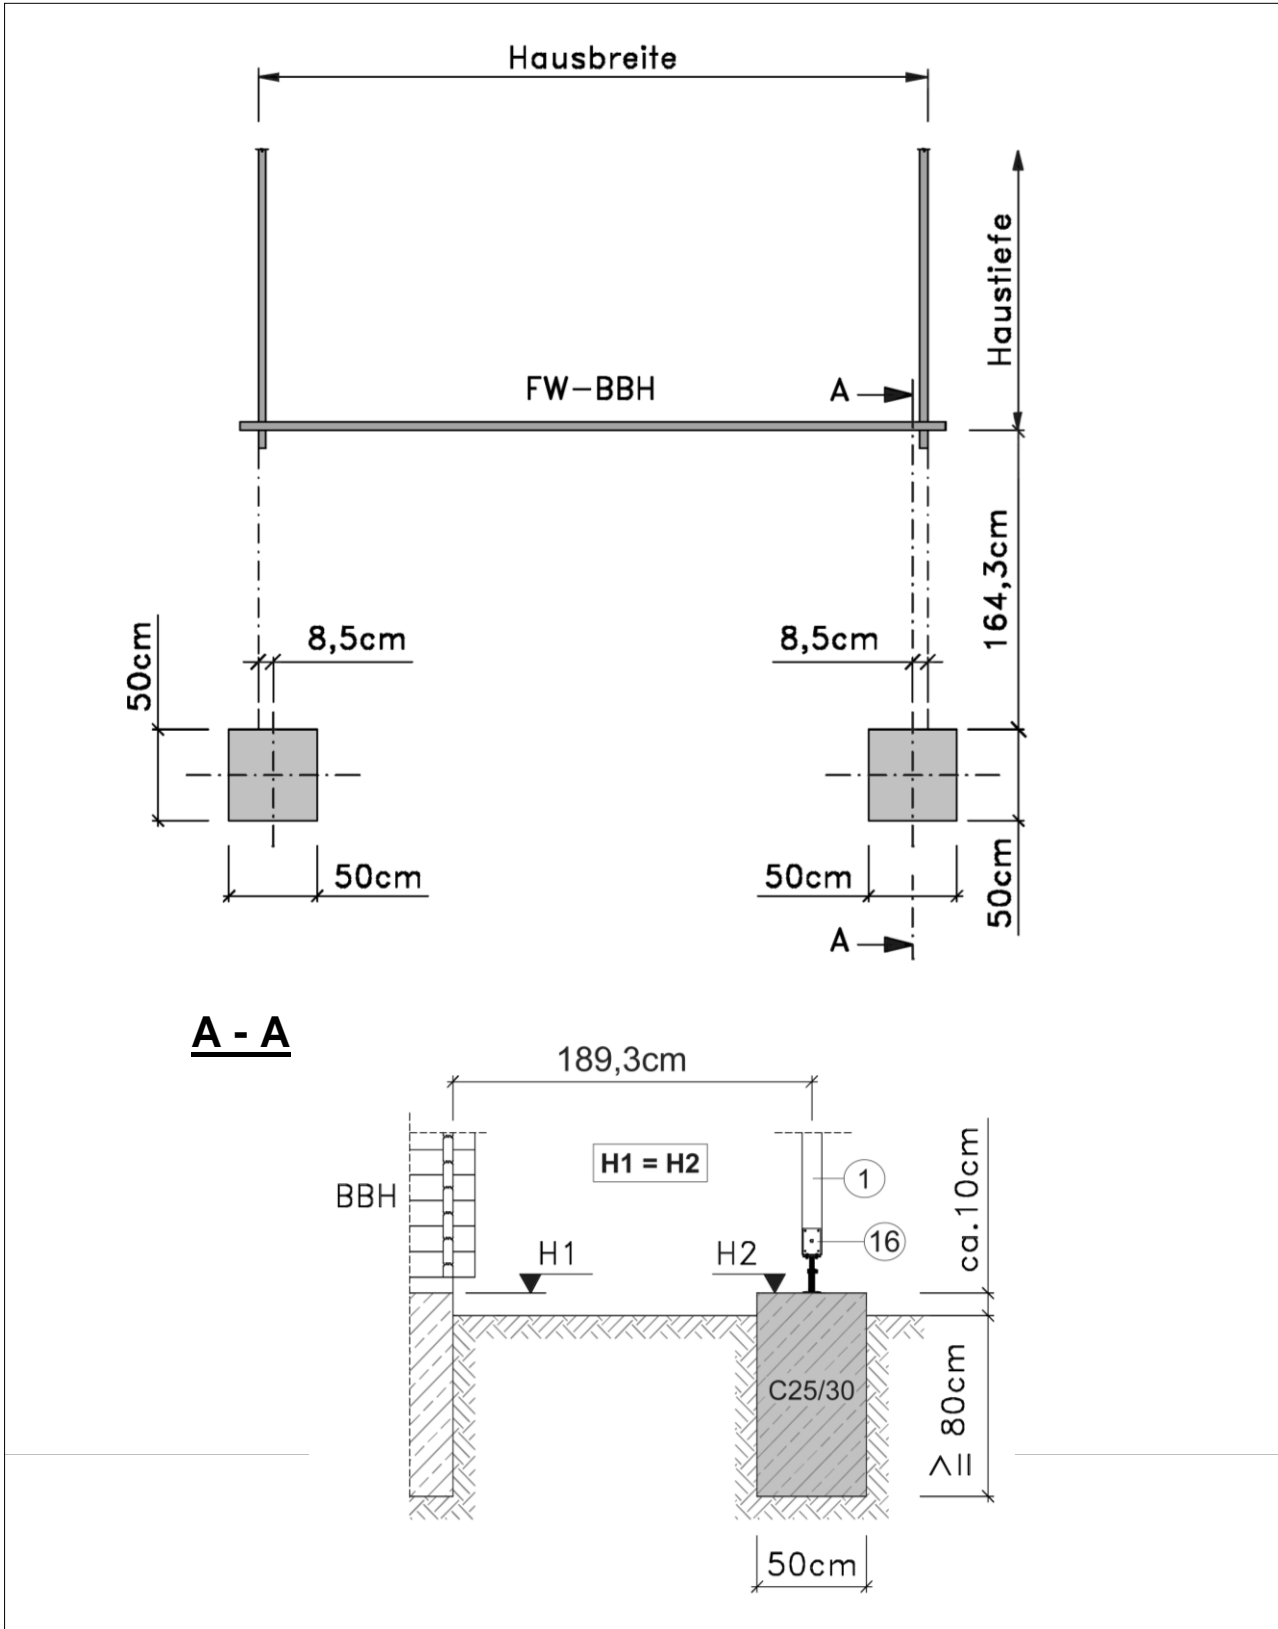 Hausbreite
Haustiefe
FW-BBH
A
164,3cm
50cm
8,5cm
8,5cm
50cm
50cm
50cm
A
A - A
189,3cm
H1 = H2
1
BBH
16
ca.10cm
H1
H2
C25/30
>= 80cm
50cm